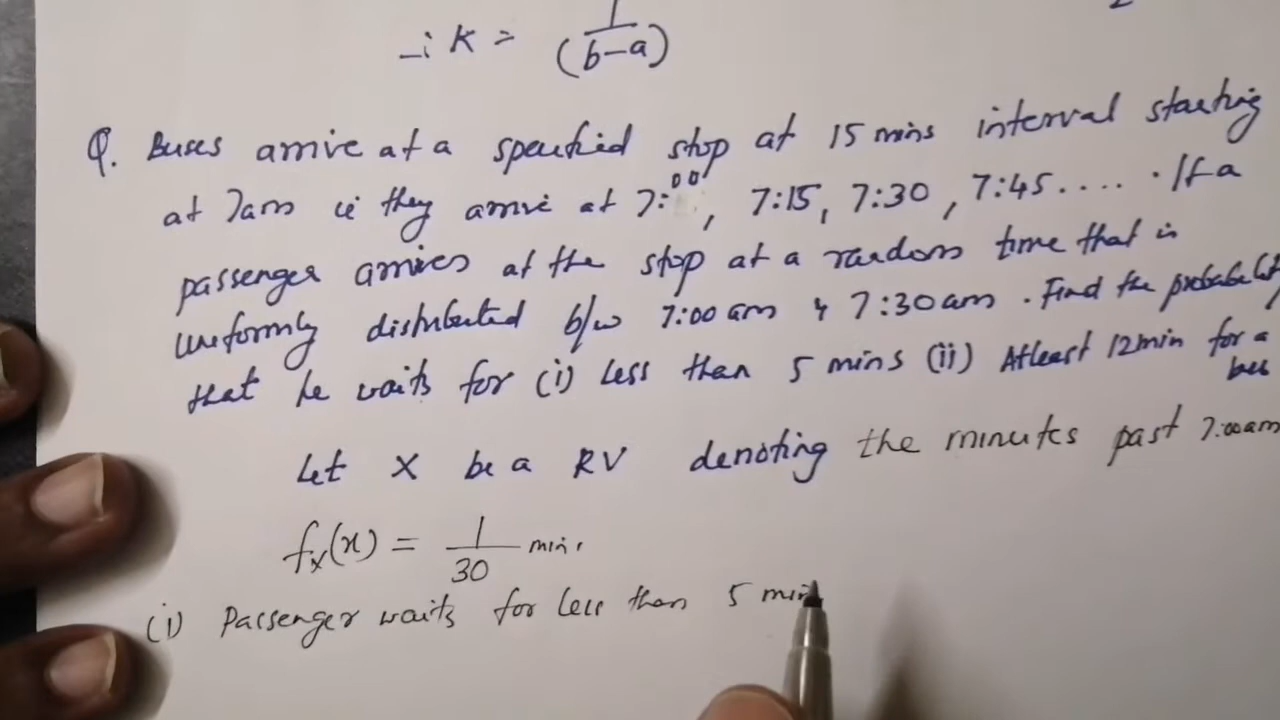 ∴ K = 1/(b-a)
Q. Buses arrive at a specified stop at 15 mins interval starting
at 7am ie they arrive at 7:00, 7:15, 7:30, 7:45.... . If a
passenger arrives at the stop at a random time that is
uniformly distributed b/w 7:00 am & 7:30 am. Find the probability
that he waits for (i) less than 5 mins (ii) Atleast 12 min for a
bus
Let X be a RV denoting the minutes past 7:00am
fx(x) = 1/30 min.
(i) Passenger waits for less than 5 min